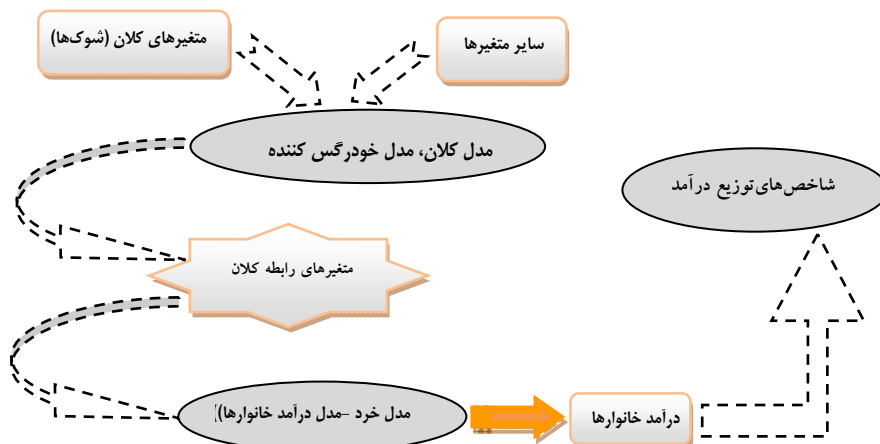 متغیرهای کلان (شوک‌ها)
سایر متغیرها
مدل کلان، مدل خودرگس کننده
شاخص‌های توزیع درآمد
متغیرهای رابطه کلان
مدل خرد –مدل درآمد خانوارها))
درآمد خانوارها